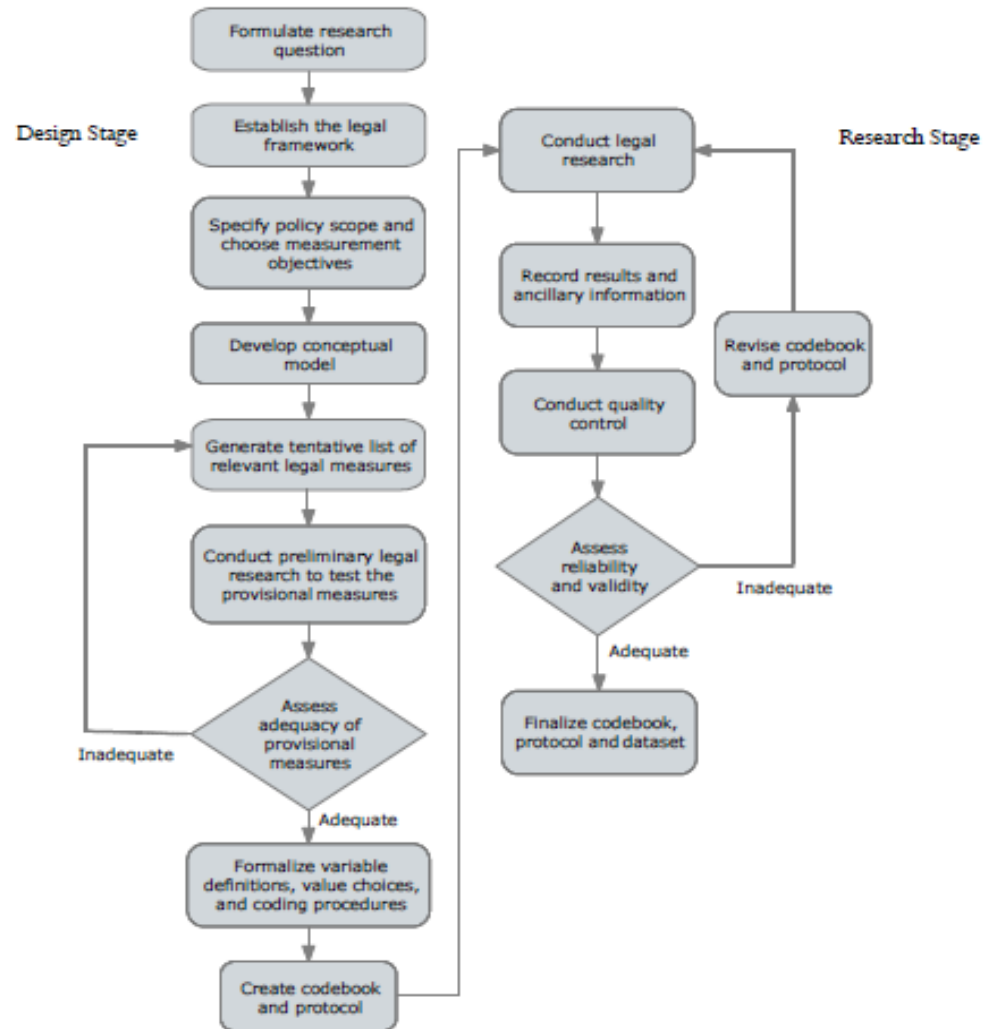 Design Stage
Formulate research
question
Establish the legal
framework
Specify policy scope and
choose measurement
objectives
Develop conceptual
model
Generate tentative list of
relevant legal measures
Conduct preliminary legal
research to test the
provisional measures
Assess
adequacy of
provisional
measures
Inadequate
Adequate
Formalize variable
definitions, value choices,
and coding procedures
Create codebook
and protocol
Research Stage
Conduct legal
research
Record results and
ancillary information
Conduct quality
control
Assess
reliability
and validity
Inadequate
Revise codebook
and protocol
Adequate
Finalize codebook,
protocol and dataset